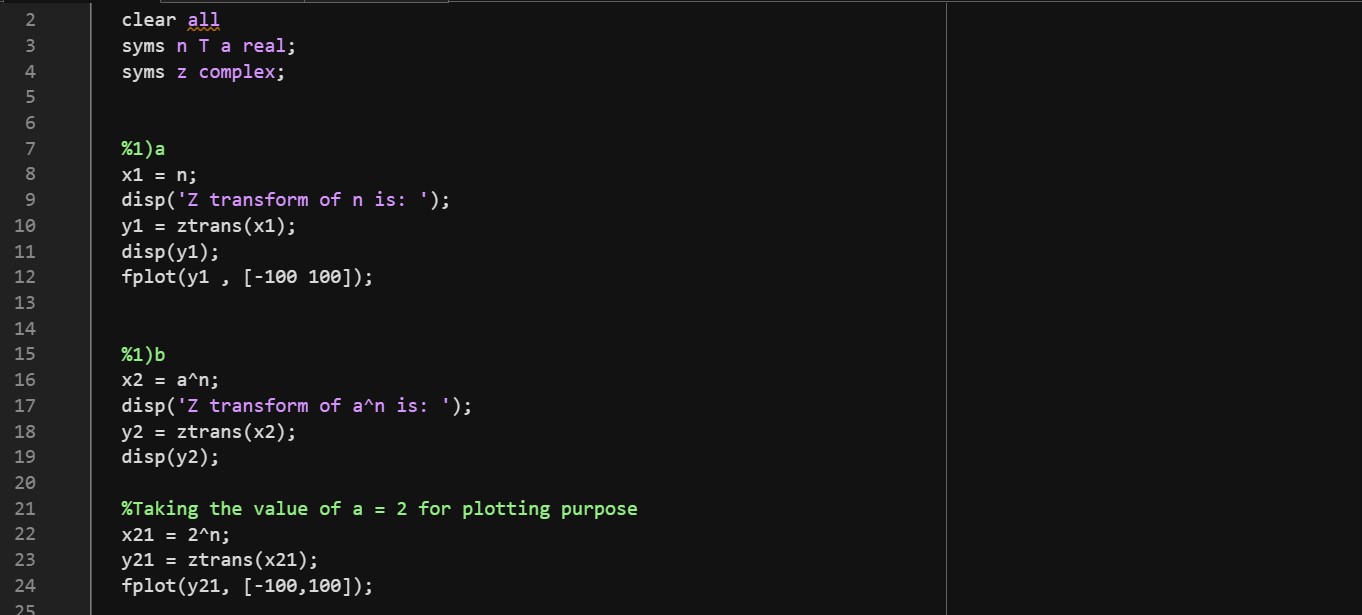 2 clear all
3 syms n T a real;
4 syms z complex;
5
6
7 %1)a
8 x1 = n;
9 disp('Z transform of n is: ');
10 y1 = ztrans(x1);
11 disp(y1);
12 fplot(y1 , [-100 100]);
13
14
15 %1)b
16 x2 = a^n;
17 disp('Z transform of a^n is: ');
18 y2 = ztrans(x2);
19 disp(y2);
20
21 %Taking the value of a = 2 for plotting purpose
22 x21 = 2^n;
23 y21 = ztrans(x21);
24 fplot(y21, [-100,100]);
25